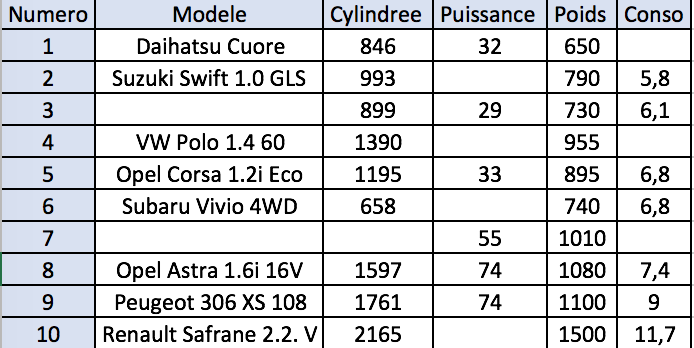 Numero Modele Cylindree Puissance Poids Conso
1 Daihatsu Cuore 846 32 650
2 Suzuki Swift 1.0 GLS 993 790 5,8
3 899 29 730 6,1
4 VW Polo 1.4 60 1390 955
5 Opel Corsa 1.2i Eco 1195 33 895 6,8
6 Subaru Vivio 4WD 658 740 6,8
7 55 1010
8 Opel Astra 1.6i 16V 1597 74 1080 7,4
9 Peugeot 306 XS 108 1761 74 1100 9
10 Renault Safrane 2.2. V 2165 1500 11,7